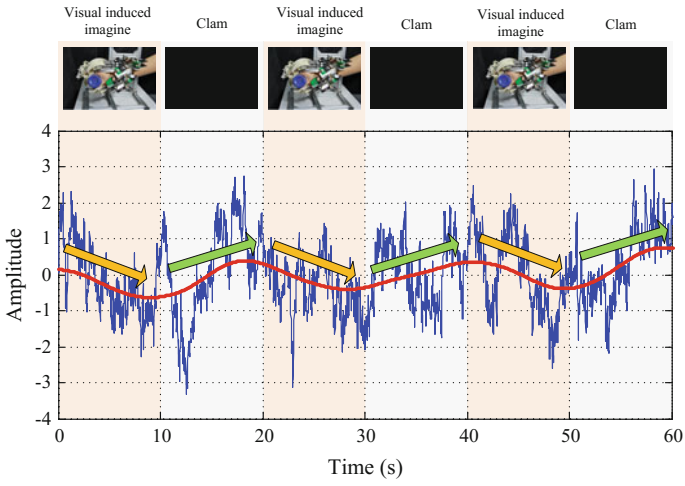 Visual induced
imagine
Clam
Visual induced
imagine
Clam
Visual induced
imagine
Clam
4
3
2
1
0
-1
-2
-3
-4
Amplitude
0 10 20 30 40 50 60
Time (s)